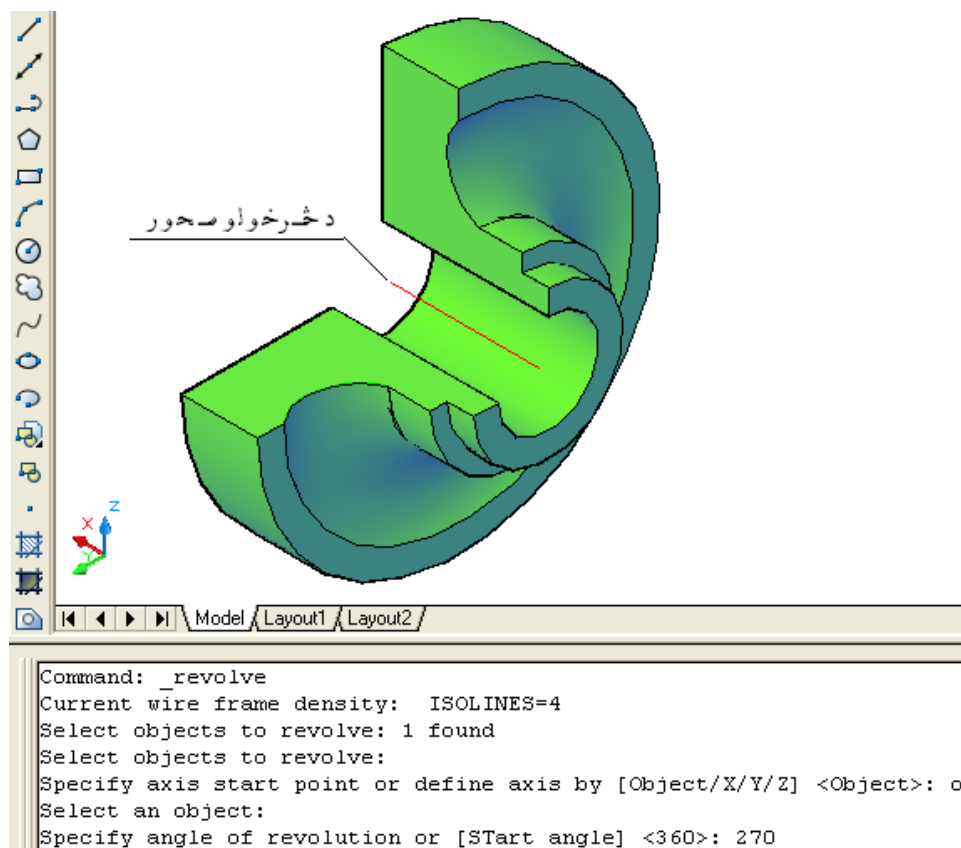 د څرخولو محور
X
Y
Z
Model
Layout1
Layout2
Command: _revolve
Current wire frame density:  ISOLINES=4
Select objects to revolve: 1 found
Select objects to revolve:
Specify axis start point or define axis by [Object/X/Y/Z] <Object>: o
Select an object:
Specify angle of revolution or [STart angle] <360>: 270